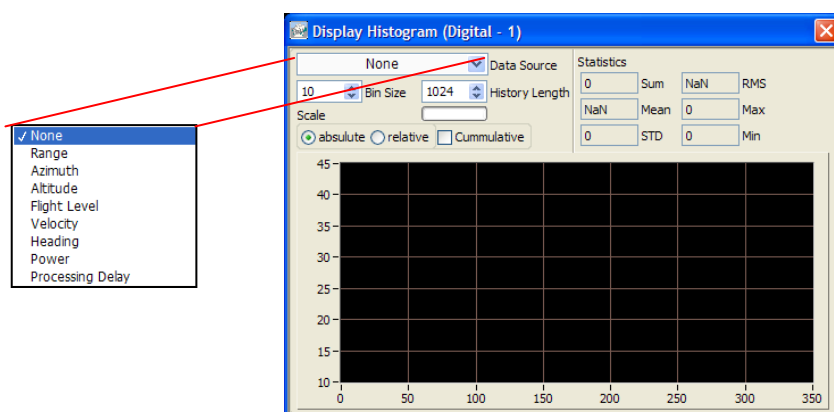 Display Histogram (Digital - 1)
None
Data Source
Statistics
10
Bin Size
1024
History Length
0
Sum
NaN
RMS
Scale
NaN
Mean
0
Max
absulute
relative
Cummulative
0
STD
0
Min
✓ None
Range
Azimuth
Altitude
Flight Level
Velocity
Heading
Power
Processing Delay
45
40
35
30
25
20
15
10
0 50 100 150 200 250 300 350